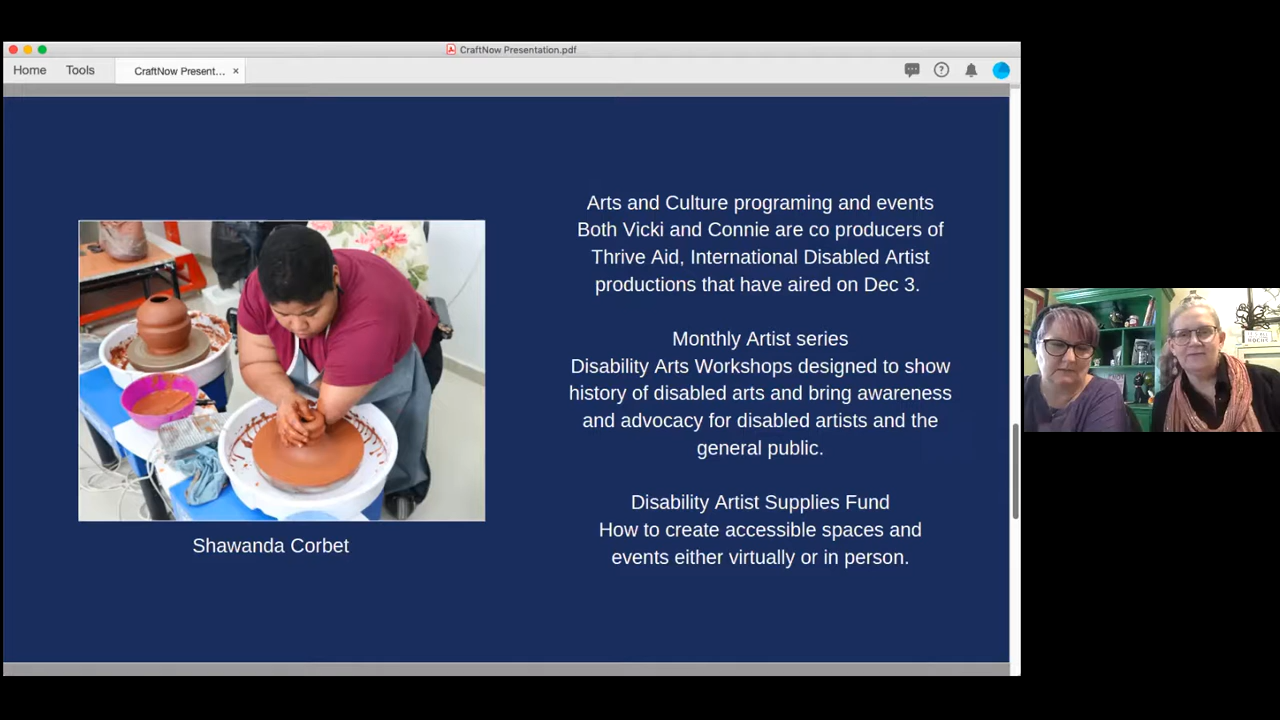 CraftNow Presentation.pdf
Home Tools CraftNow Present... ×
Arts and Culture programing and events
Both Vicki and Connie are co producers of
Thrive Aid, International Disabled Artist
productions that have aired on Dec 3.
Monthly Artist series
Disability Arts Workshops designed to show
history of disabled arts and bring awareness
and advocacy for disabled artists and the
general public.
Disability Artist Supplies Fund
How to create accessible spaces and
events either virtually or in person.
Shawanda Corbet